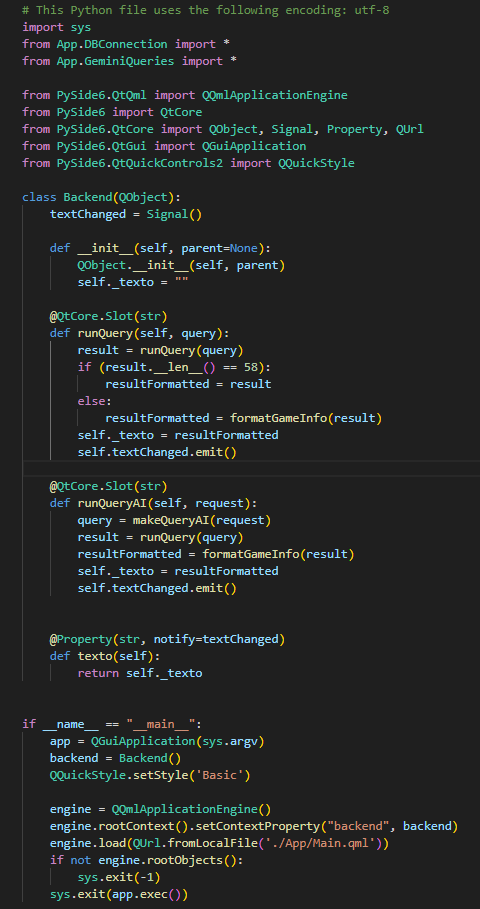 # This Python file uses the following encoding: utf-8
import sys
from App.DBConnection import *
from App.GeminiQueries import *

from PySide6.QtQml import QQmlApplicationEngine
from PySide6 import QtCore
from PySide6.QtCore import QObject, Signal, Property, QUrl
from PySide6.QtGui import QGuiApplication
from PySide6.QtQuickControls2 import QQuickStyle

class Backend(QObject):
    textChanged = Signal()

    def __init__(self, parent=None):
        QObject.__init__(self, parent)
        self._texto = ""

    @QtCore.Slot(str)
    def runQuery(self, query):
        result = runQuery(query)
        if (result.__len__() == 58):
            resultFormatted = result
        else:
            resultFormatted = formatGameInfo(result)
        self._texto = resultFormatted
        self.textChanged.emit()

    @QtCore.Slot(str)
    def runQueryAI(self, request):
        query = makeQueryAI(request)
        result = runQuery(query)
        resultFormatted = formatGameInfo(result)
        self._texto = resultFormatted
        self.textChanged.emit()


    @Property(str, notify=textChanged)
    def texto(self):
        return self._texto


if __name__ == "__main__":
    app = QGuiApplication(sys.argv)
    backend = Backend()
    QQuickStyle.setStyle('Basic')

    engine = QQmlApplicationEngine()
    engine.rootContext().setContextProperty("backend", backend)
    engine.load(QUrl.fromLocalFile('./App/Main.qml'))
    if not engine.rootObjects():
        sys.exit(-1)
    sys.exit(app.exec())